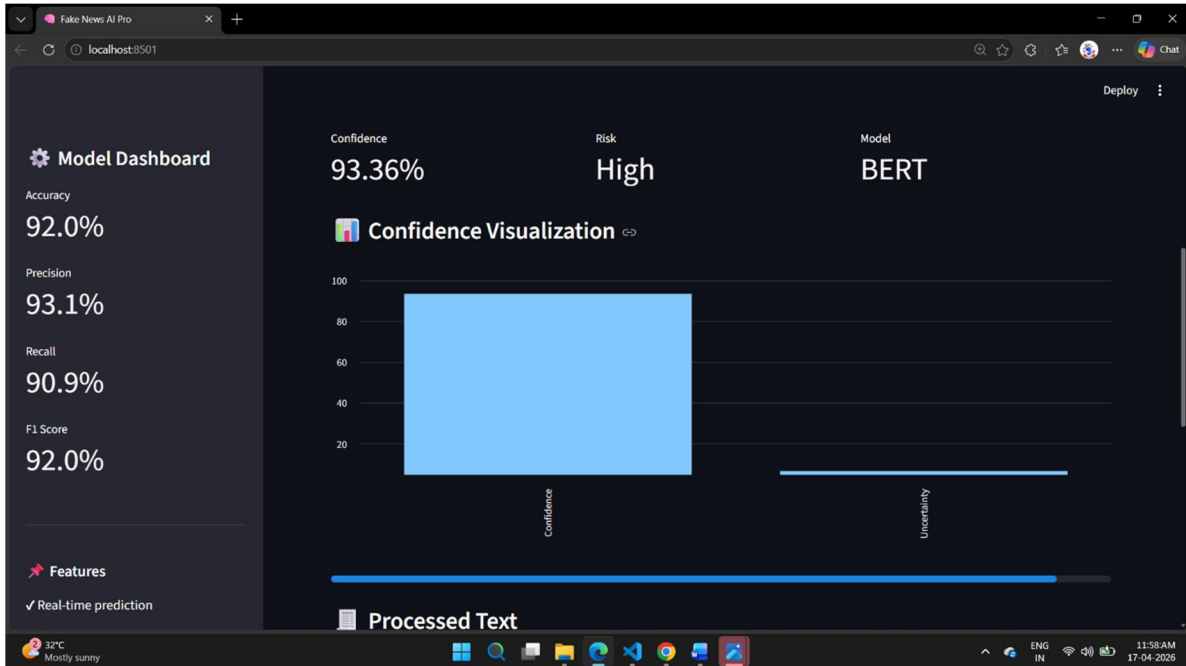 Fake News AI Pro
localhost:8501
Chat
Deploy
Model Dashboard
Accuracy
92.0%
Precision
93.1%
Recall
90.9%
F1 Score
92.0%
Features
✓ Real-time prediction
Confidence
93.36%
Risk
High
Model
BERT
Confidence Visualization
100
80
60
40
20
Confidence
Uncertainty
Processed Text
2
32°C
Mostly sunny
ENG
IN
11:58AM
17-04-2026